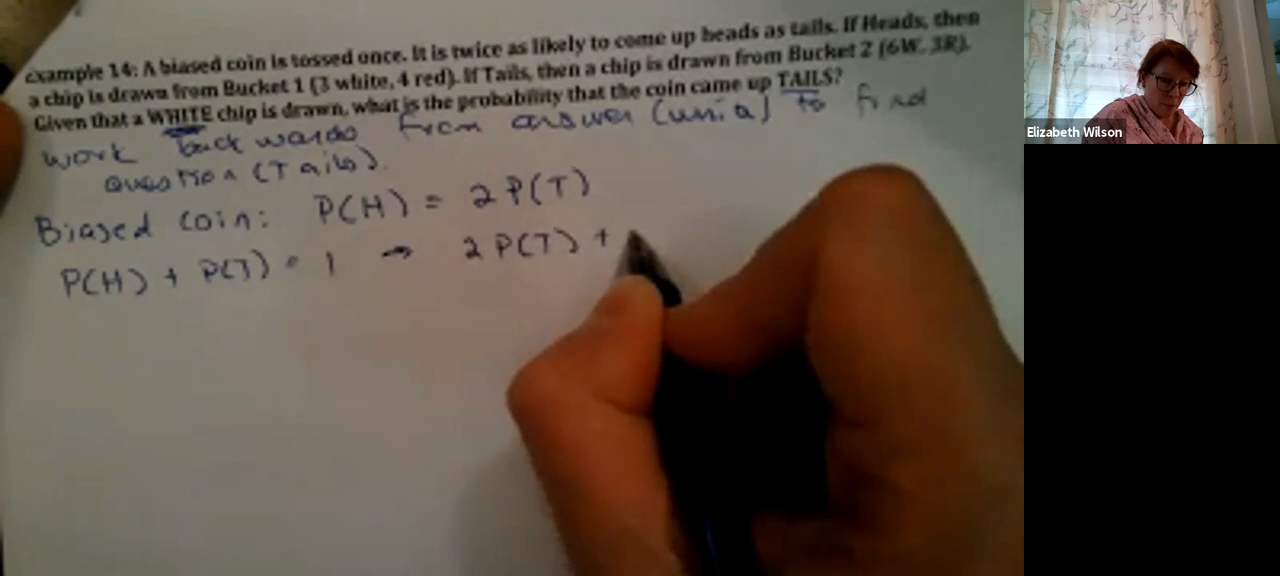 Example 14: A biased coin is tossed once. It is twice as likely to come up heads as tails. If Heads, then
a chip is drawn from Bucket 1 (3 white, 4 red). If Tails, then a chip is drawn from Bucket 2 (6W, 3R).
Given that a WHITE chip is drawn, what is the probability that the coin came up TAILS?
work backwards from answer to find
question (Tails).
Biased coin: P(H) = 2P(T)
P(H) + P(T) = 1 → 2P(T) +
Elizabeth Wilson